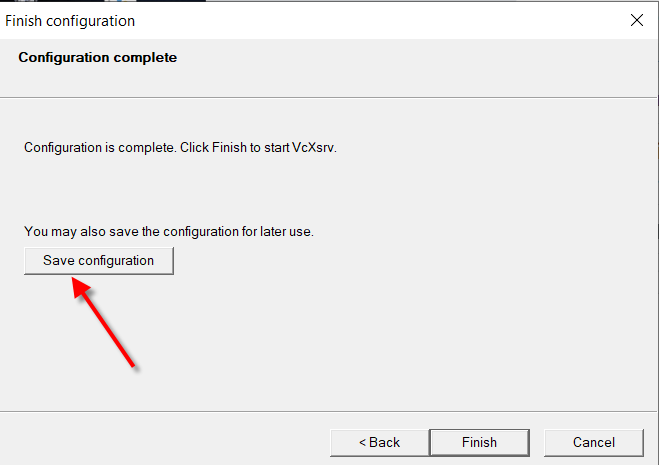 Finish configuration
Configuration complete
Configuration is complete. Click Finish to start VcXsrv.
You may also save the configuration for later use.
Save configuration
< Back
Finish
Cancel